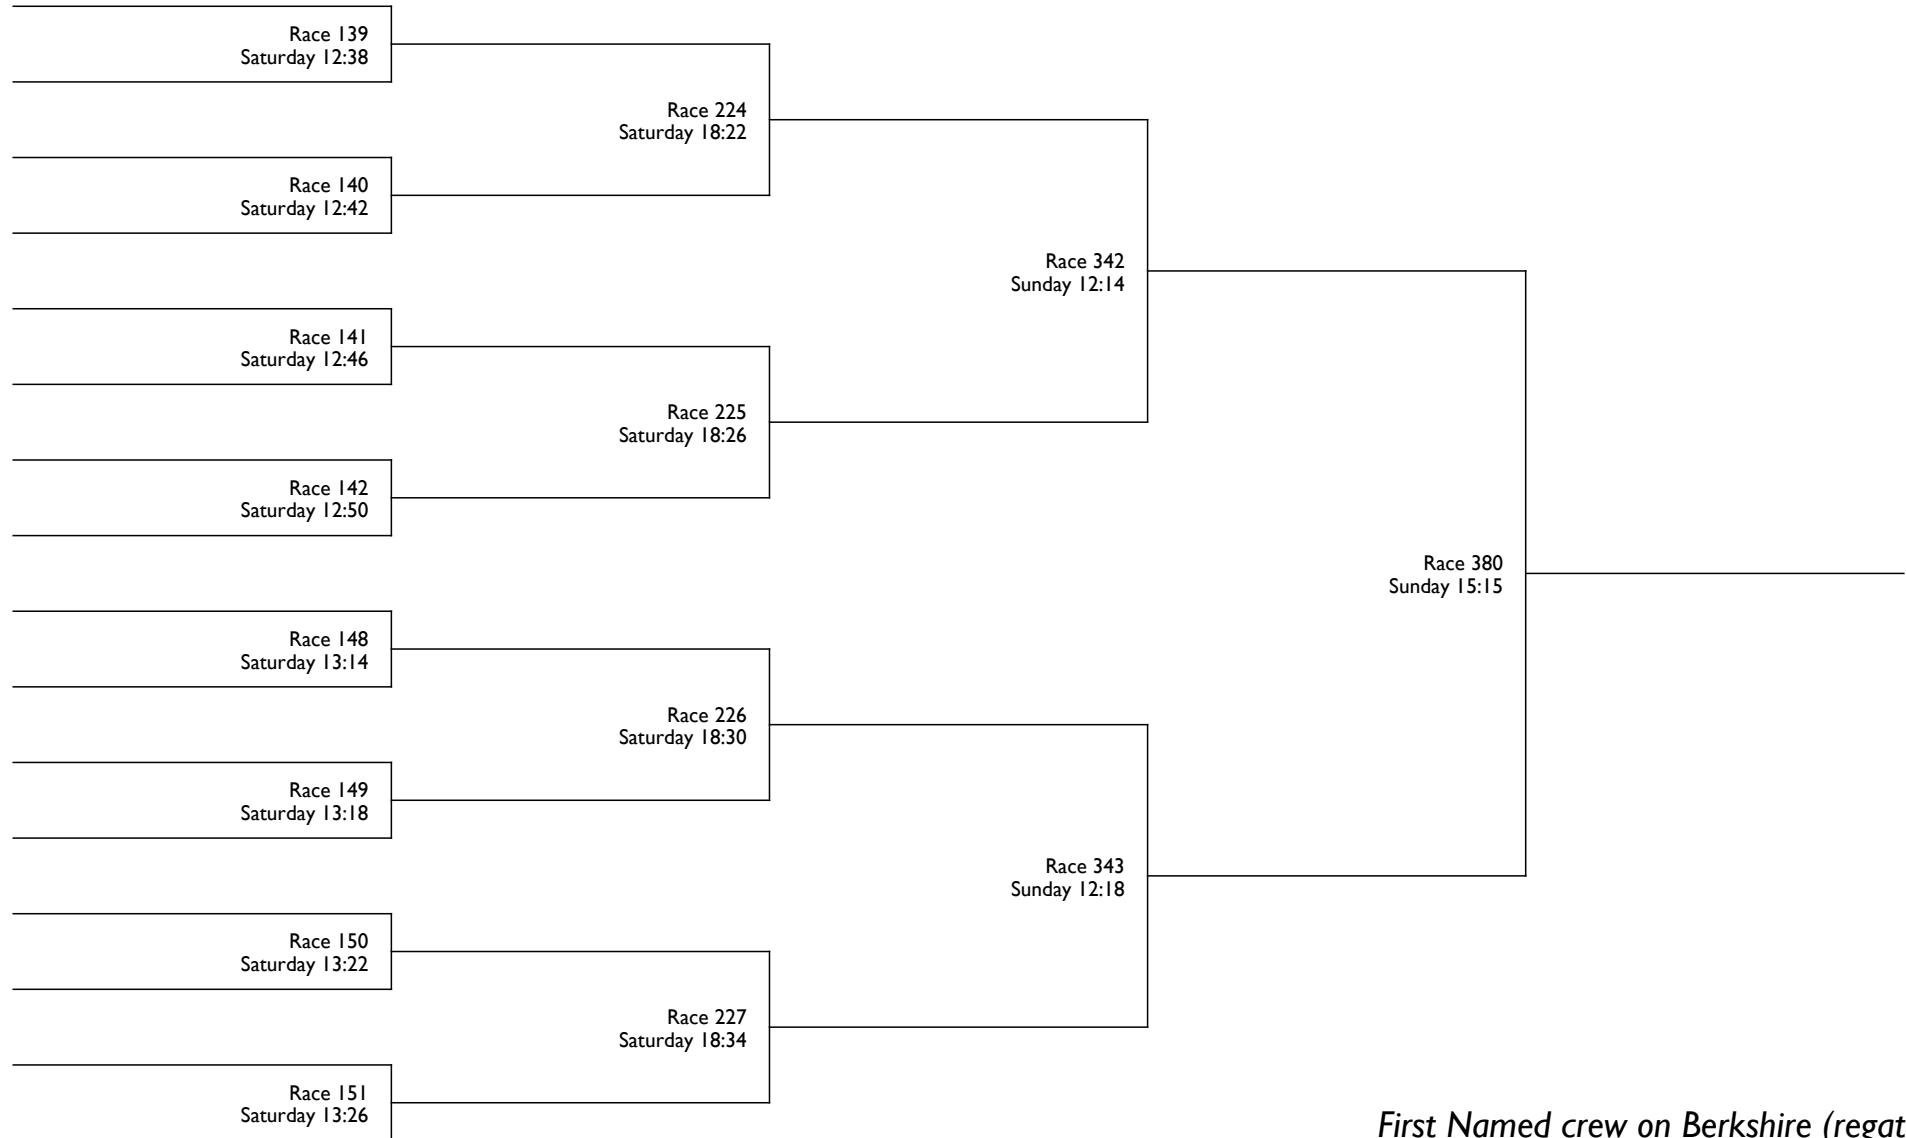 Race 139
Saturday 12:38
Race 224
Saturday 18:22
Race 140
Saturday 12:42
Race 342
Sunday 12:14
Race 141
Saturday 12:46
Race 225
Saturday 18:26
Race 142
Saturday 12:50
Race 380
Sunday 15:15
Race 148
Saturday 13:14
Race 226
Saturday 18:30
Race 149
Saturday 13:18
Race 343
Sunday 12:18
Race 150
Saturday 13:22
Race 227
Saturday 18:34
Race 151
Saturday 13:26
First Named crew on Berkshire (regat